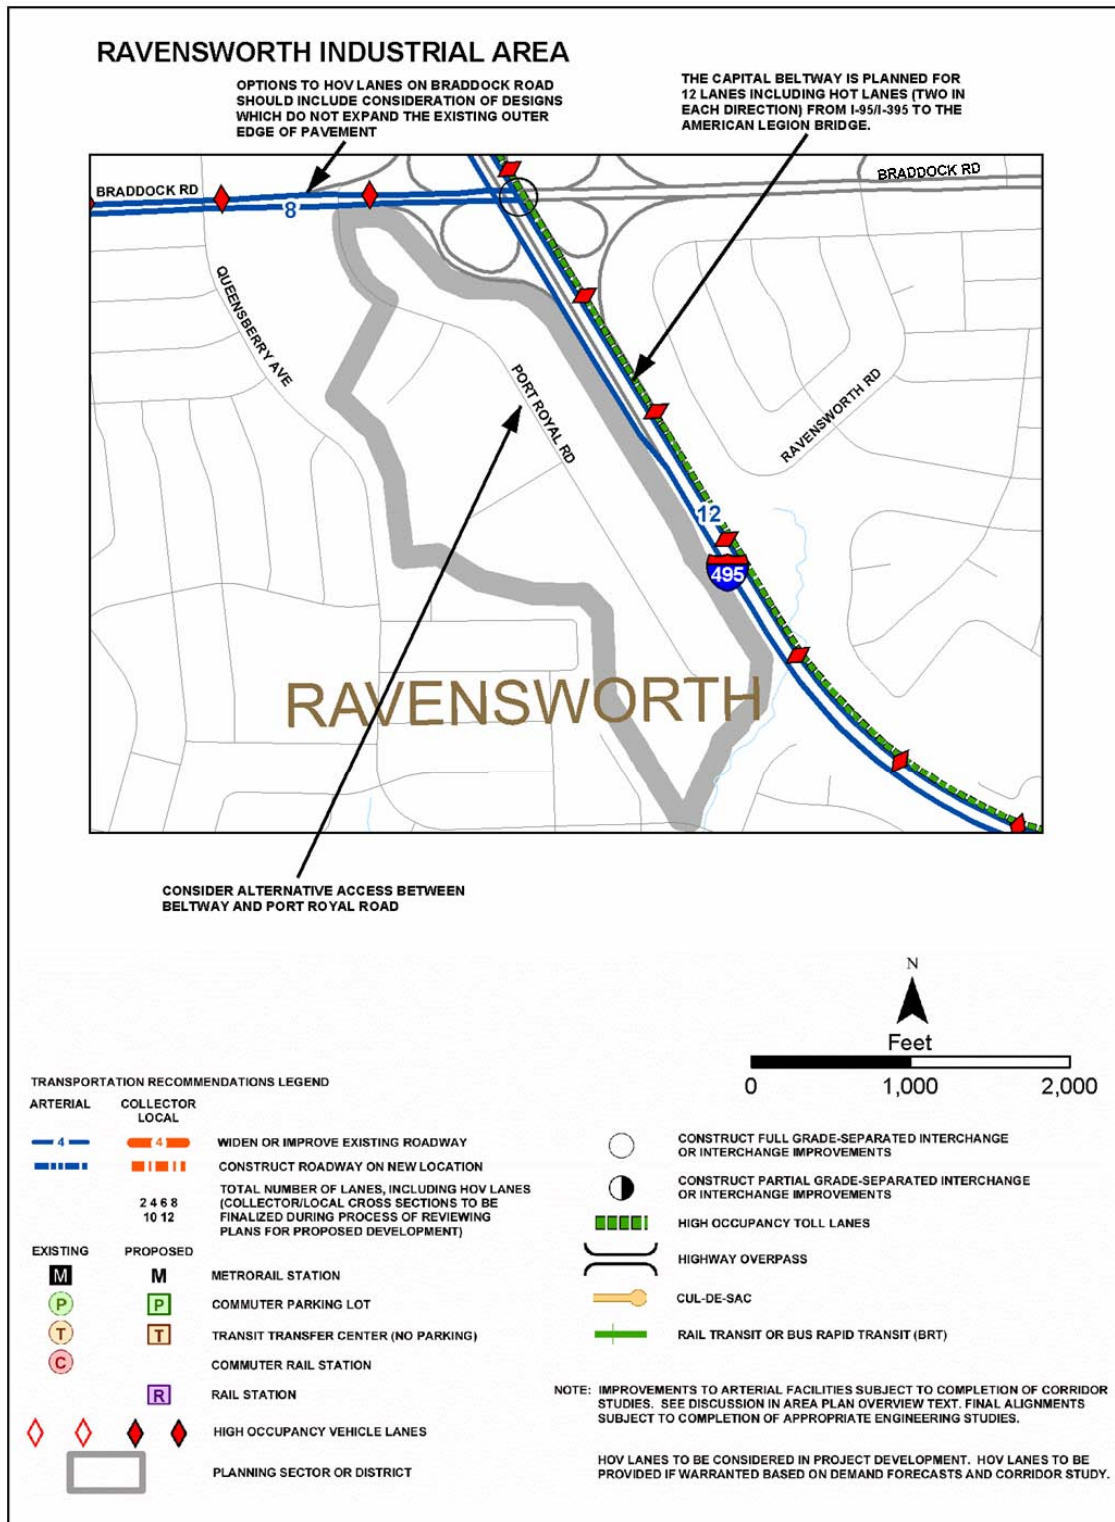 RAVENSWORTH INDUSTRIAL AREA
OPTIONS TO HOV LANES ON BRADDOCK ROAD
SHOULD INCLUDE CONSIDERATION OF DESIGNS
WHICH DO NOT EXPAND THE EXISTING OUTER
EDGE OF PAVEMENT
THE CAPITAL BELTWAY IS PLANNED FOR
12 LANES INCLUDING HOT LANES (TWO IN
EACH DIRECTION) FROM I-95/I-395 TO THE
AMERICAN LEGION BRIDGE.
BRADDOCK RD
BRADDOCK RD
8
QUEENSBERRY AVE
PORT ROYAL RD
RAVENSWORTH RD
12
495
RAVENSWORTH
CONSIDER ALTERNATIVE ACCESS BETWEEN
BELTWAY AND PORT ROYAL ROAD
N
Feet
0 1,000 2,000
TRANSPORTATION RECOMMENDATIONS LEGEND
ARTERIAL COLLECTOR
LOCAL
4 4 WIDEN OR IMPROVE EXISTING ROADWAY
CONSTRUCT ROADWAY ON NEW LOCATION
2 4 6 8
10 12
TOTAL NUMBER OF LANES, INCLUDING HOV LANES
(COLLECTOR/LOCAL CROSS SECTIONS TO BE
FINALIZED DURING PROCESS OF REVIEWING
PLANS FOR PROPOSED DEVELOPMENT)
EXISTING PROPOSED
M M METRORAIL STATION
P P COMMUTER PARKING LOT
T T TRANSIT TRANSFER CENTER (NO PARKING)
C COMMUTER RAIL STATION
R RAIL STATION
HIGH OCCUPANCY VEHICLE LANES
PLANNING SECTOR OR DISTRICT
CONSTRUCT FULL GRADE-SEPARATED INTERCHANGE
OR INTERCHANGE IMPROVEMENTS
CONSTRUCT PARTIAL GRADE-SEPARATED INTERCHANGE
OR INTERCHANGE IMPROVEMENTS
HIGH OCCUPANCY TOLL LANES
HIGHWAY OVERPASS
CUL-DE-SAC
RAIL TRANSIT OR BUS RAPID TRANSIT (BRT)
NOTE: IMPROVEMENTS TO ARTERIAL FACILITIES SUBJECT TO COMPLETION OF CORRIDOR
STUDIES. SEE DISCUSSION IN AREA PLAN OVERVIEW TEXT. FINAL ALIGNMENTS
SUBJECT TO COMPLETION OF APPROPRIATE ENGINEERING STUDIES.
HOV LANES TO BE CONSIDERED IN PROJECT DEVELOPMENT. HOV LANES TO BE
PROVIDED IF WARRANTED BASED ON DEMAND FORECASTS AND CORRIDOR STUDY.